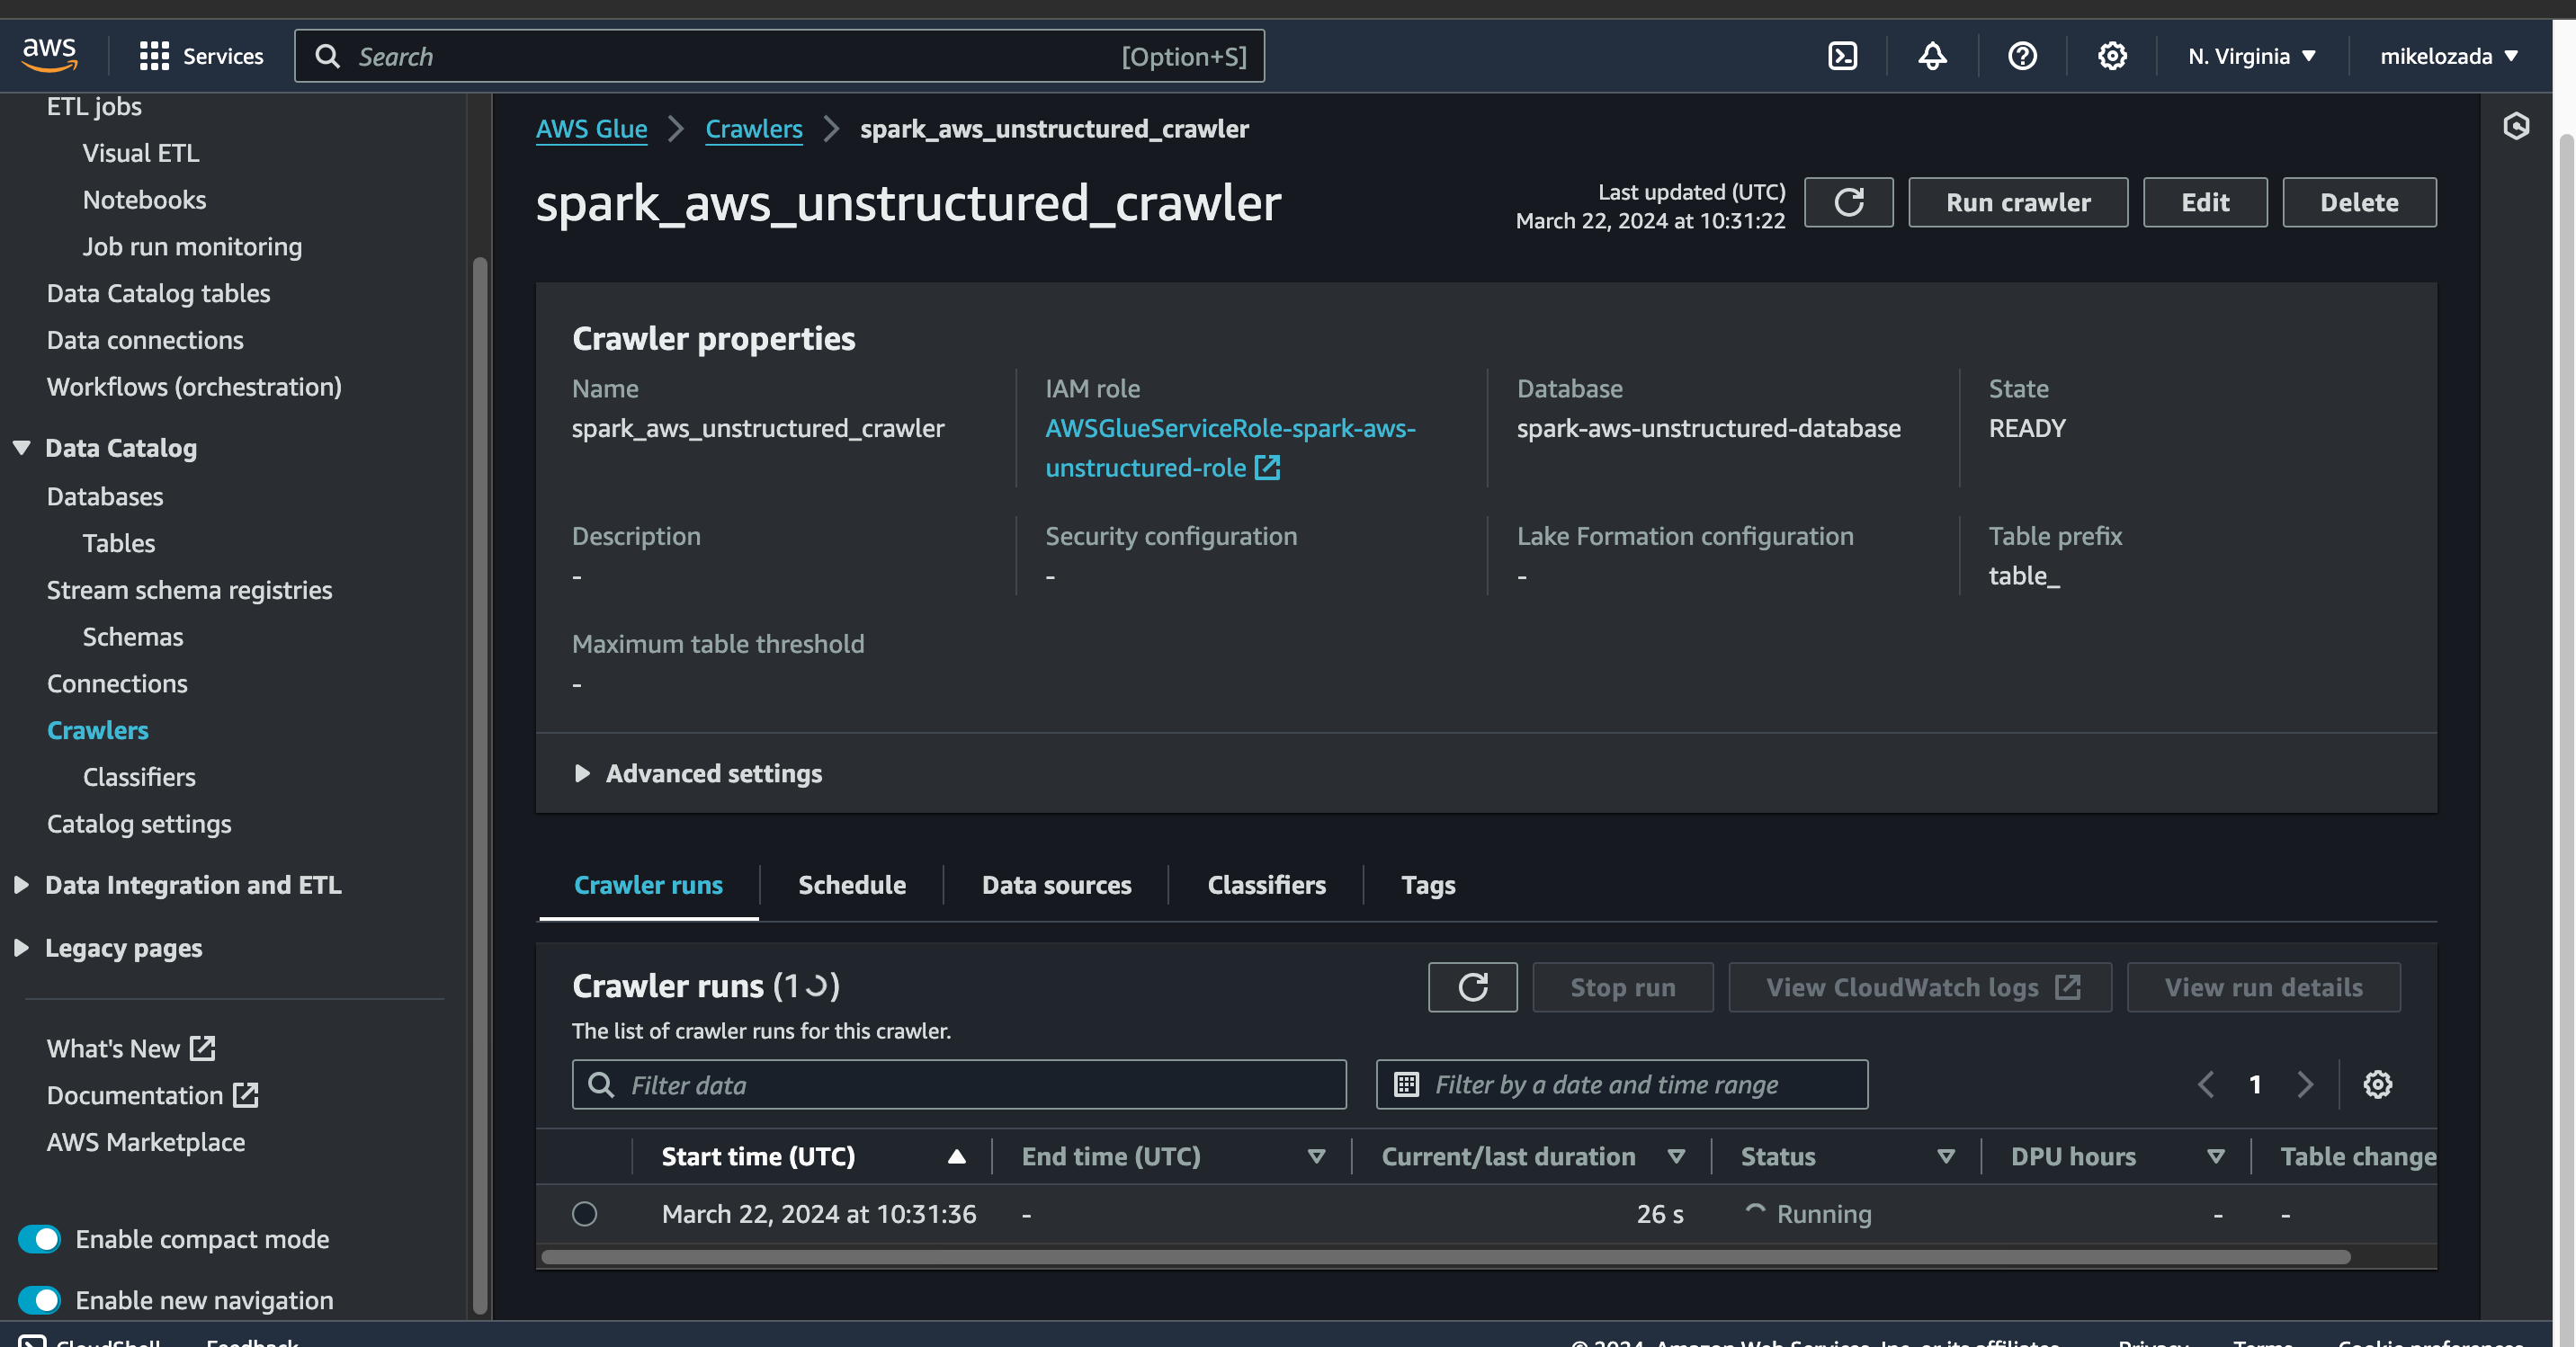 aws
Services
Search
[Option+S]
N. Virginia
mikelozada
ETL jobs
Visual ETL
Notebooks
Job run monitoring
Data Catalog tables
Data connections
Workflows (orchestration)
Data Catalog
Databases
Tables
Stream schema registries
Schemas
Connections
Crawlers
Classifiers
Catalog settings
Data Integration and ETL
Legacy pages
What's New
Documentation
AWS Marketplace
Enable compact mode
Enable new navigation
AWS Glue
Crawlers
spark_aws_unstructured_crawler
spark_aws_unstructured_crawler
Last updated (UTC)
March 22, 2024 at 10:31:22
Run crawler
Edit
Delete
Crawler properties
Name
spark_aws_unstructured_crawler
IAM role
AWSGlueServiceRole-spark-aws-
unstructured-role
Database
spark-aws-unstructured-database
State
READY
Description
-
Security configuration
-
Lake Formation configuration
-
Table prefix
table_
Maximum table threshold
-
Advanced settings
Crawler runs
Schedule
Data sources
Classifiers
Tags
Crawler runs (1)
The list of crawler runs for this crawler.
Stop run
View CloudWatch logs
View run details
Filter data
Filter by a date and time range
1
Start time (UTC)
End time (UTC)
Current/last duration
Status
DPU hours
Table change
March 22, 2024 at 10:31:36
-
26 s
Running
-
-
CloudShell
Feedback
© 2024, Amazon Web Services, Inc. or its affiliates.
Privacy
Terms
Cookie preferences